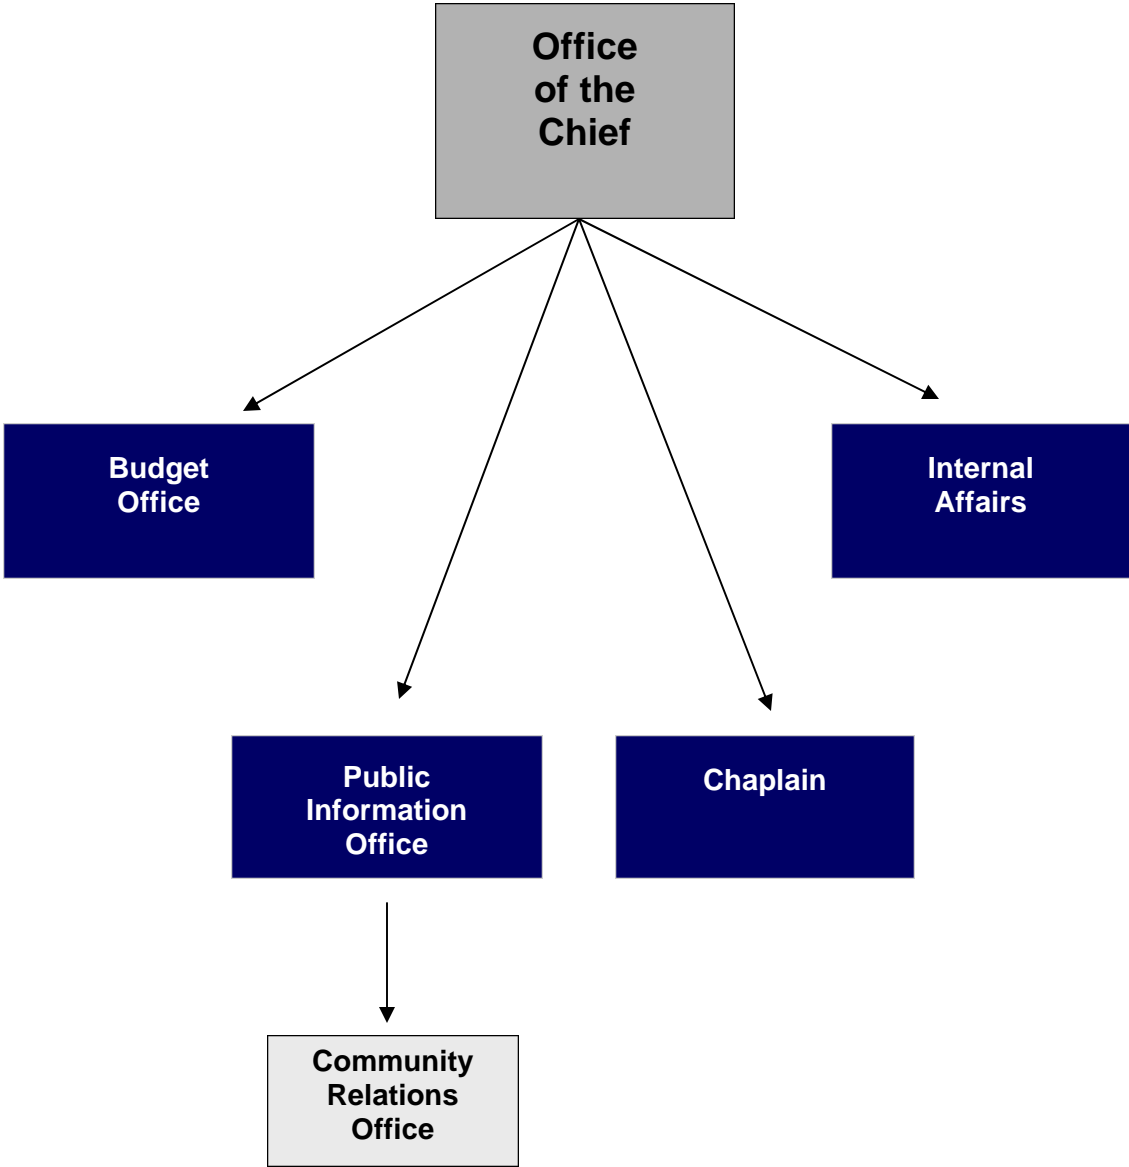 Office
of the
Chief
Budget
Office
Internal
Affairs
Public
Information
Office
Chaplain
Community
Relations
Office